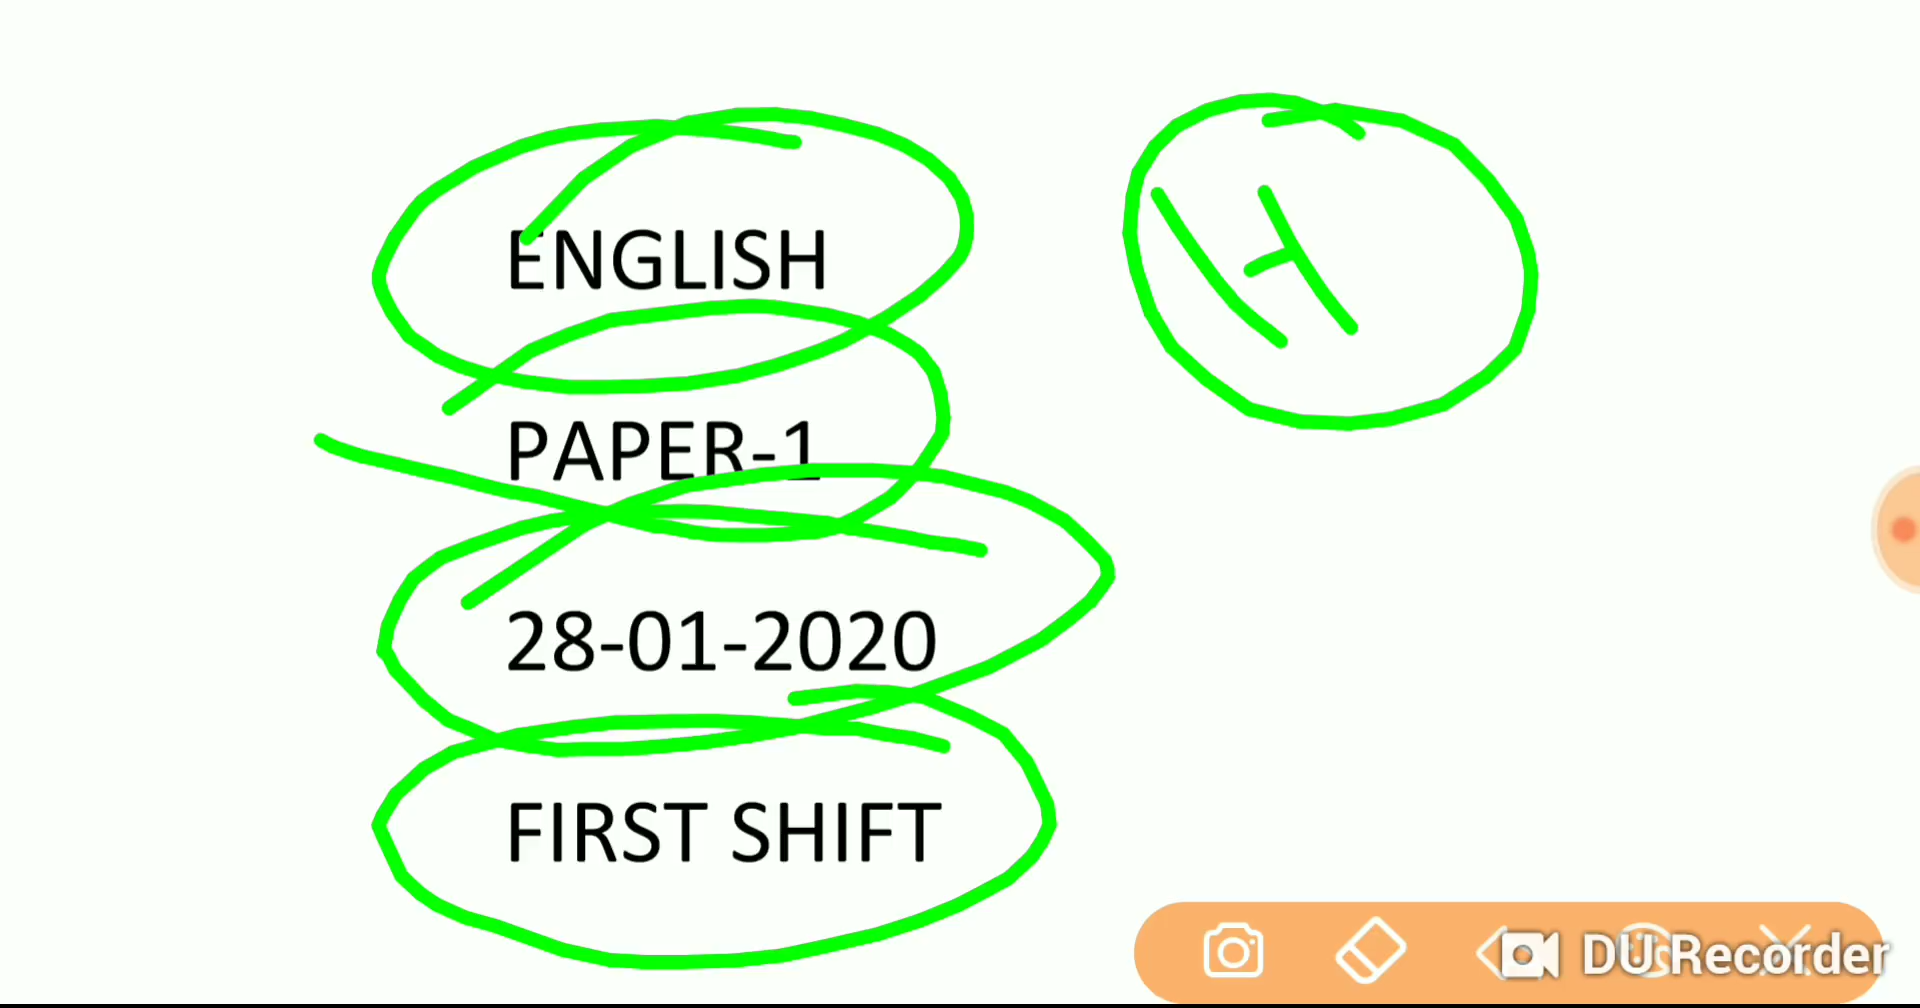 ENGLISH
H
PAPER-1
28-01-2020
FIRST SHIFT
DU Recorder